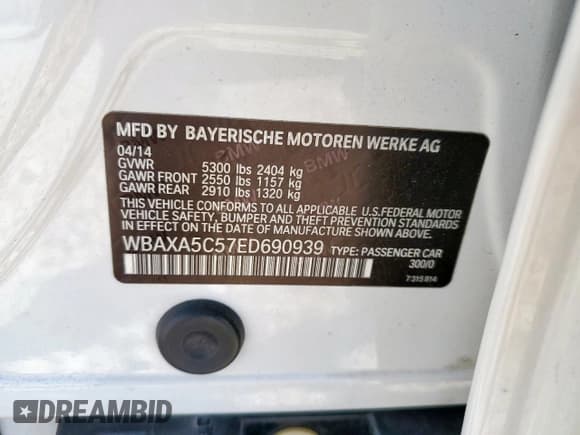 MFD BY BAYERISCHE MOTOREN WERKE AG
04/14
GVWR 5300 lbs 2404 kg
GAWR FRONT 2550 lbs 1157 kg
GAWR REAR 2910 lbs 1320 kg
THIS VEHICLE CONFORMS TO ALL APPLICABLE U.S.FEDERAL MOTOR
VEHICLE SAFETY, BUMPER AND THEFT PREVENTION STANDARDS
IN EFFECT ON THE DATE OF MANUFACTURE SHOWN ABOVE.
WBAXA5C57ED690939 TYPE: PASSENGER CAR
300/0
7315814
BMW
BMW
DREAMBID